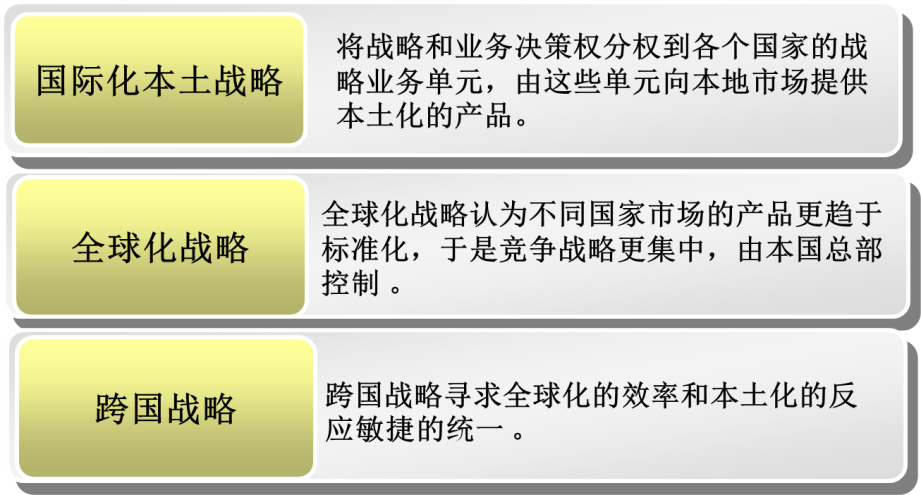 国际化本土战略
将战略和业务决策权分权到各个国家的战
略业务单元，由这些单元向本地市场提供
本土化的产品。
全球化战略
全球化战略认为不同国家市场的产品更趋于
标准化，于是竞争战略更集中，由本国总部
控制 。
跨国战略
跨国战略寻求全球化的效率和本土化的反
应敏捷的统一 。